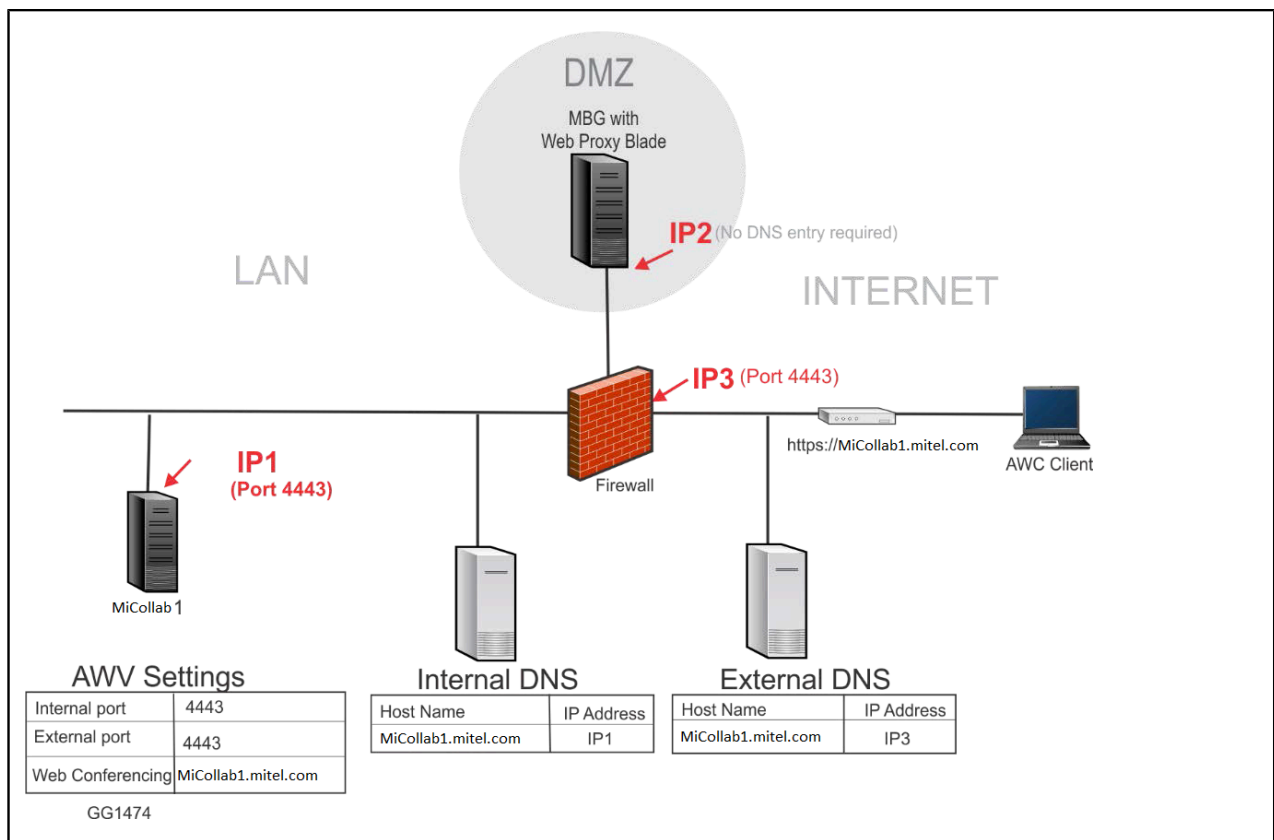 DMZ
MBG with
Web Proxy Blade
IP2 (No DNS entry required)
LAN
INTERNET
IP3 (Port 4443)
https://MiCollab1.mitel.com
AWC Client
IP1
(Port 4443)
Firewall
MiCollab 1
AWV Settings
Internal port 4443
External port 4443
Web Conferencing MiCollab1.mitel.com
Internal DNS
Host Name IP Address
MiCollab1.mitel.com IP1
External DNS
Host Name IP Address
MiCollab1.mitel.com IP3
GG1474